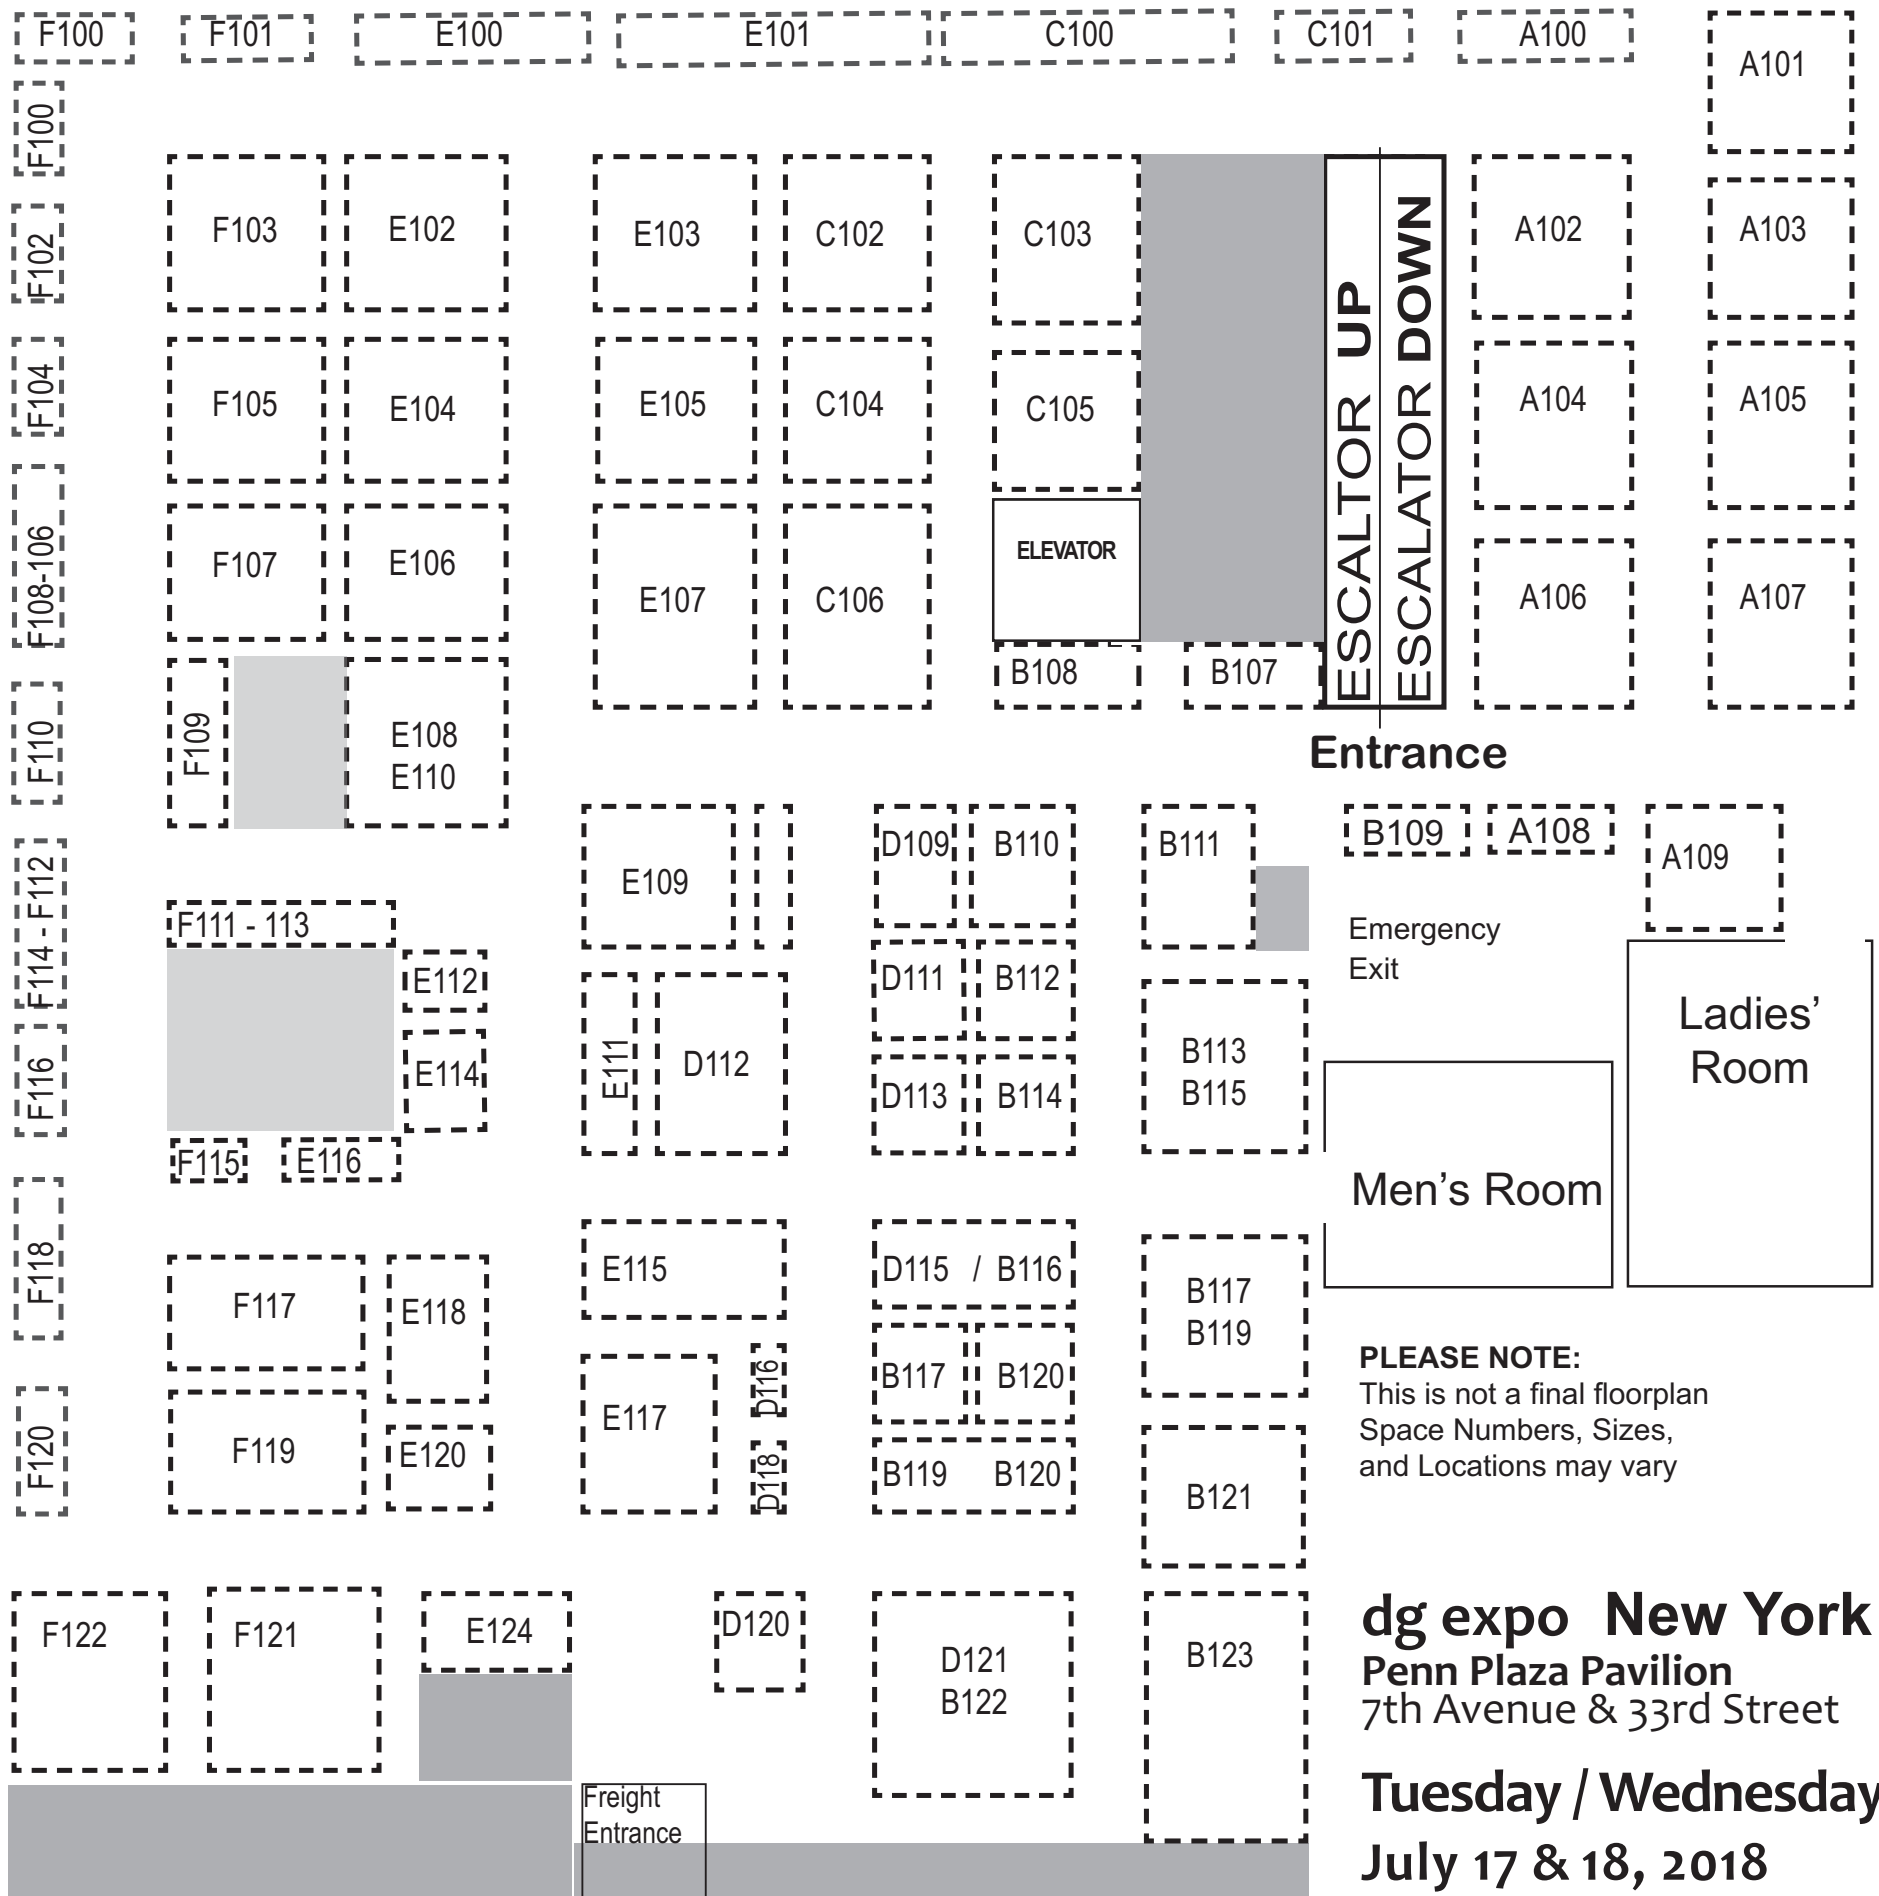 F100
F101
E100
E101
C100
C101
A100
A101
F100
F102
F103
E102
E103
C102
C103
A102
A103
F104
F105
E104
E105
C104
C105
A104
A105
ESCALTOR UP
ESCALATOR DOWN
F108-106
F107
E106
E107
C106
ELEVATOR
A106
A107
B108
B107
F110
F109
E108
E110
Entrance
F114 - F112
E109
D109
B110
B111
B109
A108
A109
F111 - 113
Emergency
Exit
E112
D111
B112
F116
E114
E111
D112
D113
B114
B113
B115
Ladies’
Room
F115
E116
Men’s Room
F118
F117
E118
E115
D115 / B116
B117
B119
F120
F119
E120
E117
D116
D118
B117
B120
B119 B120
B121
PLEASE NOTE:
This is not a final floorplan
Space Numbers, Sizes,
and Locations may vary
F122
F121
E124
D120
D121
B122
B123
Freight
Entrance
dg expo New York
Penn Plaza Pavilion
7th Avenue & 33rd Street
Tuesday / Wednesday
July 17 & 18, 2018